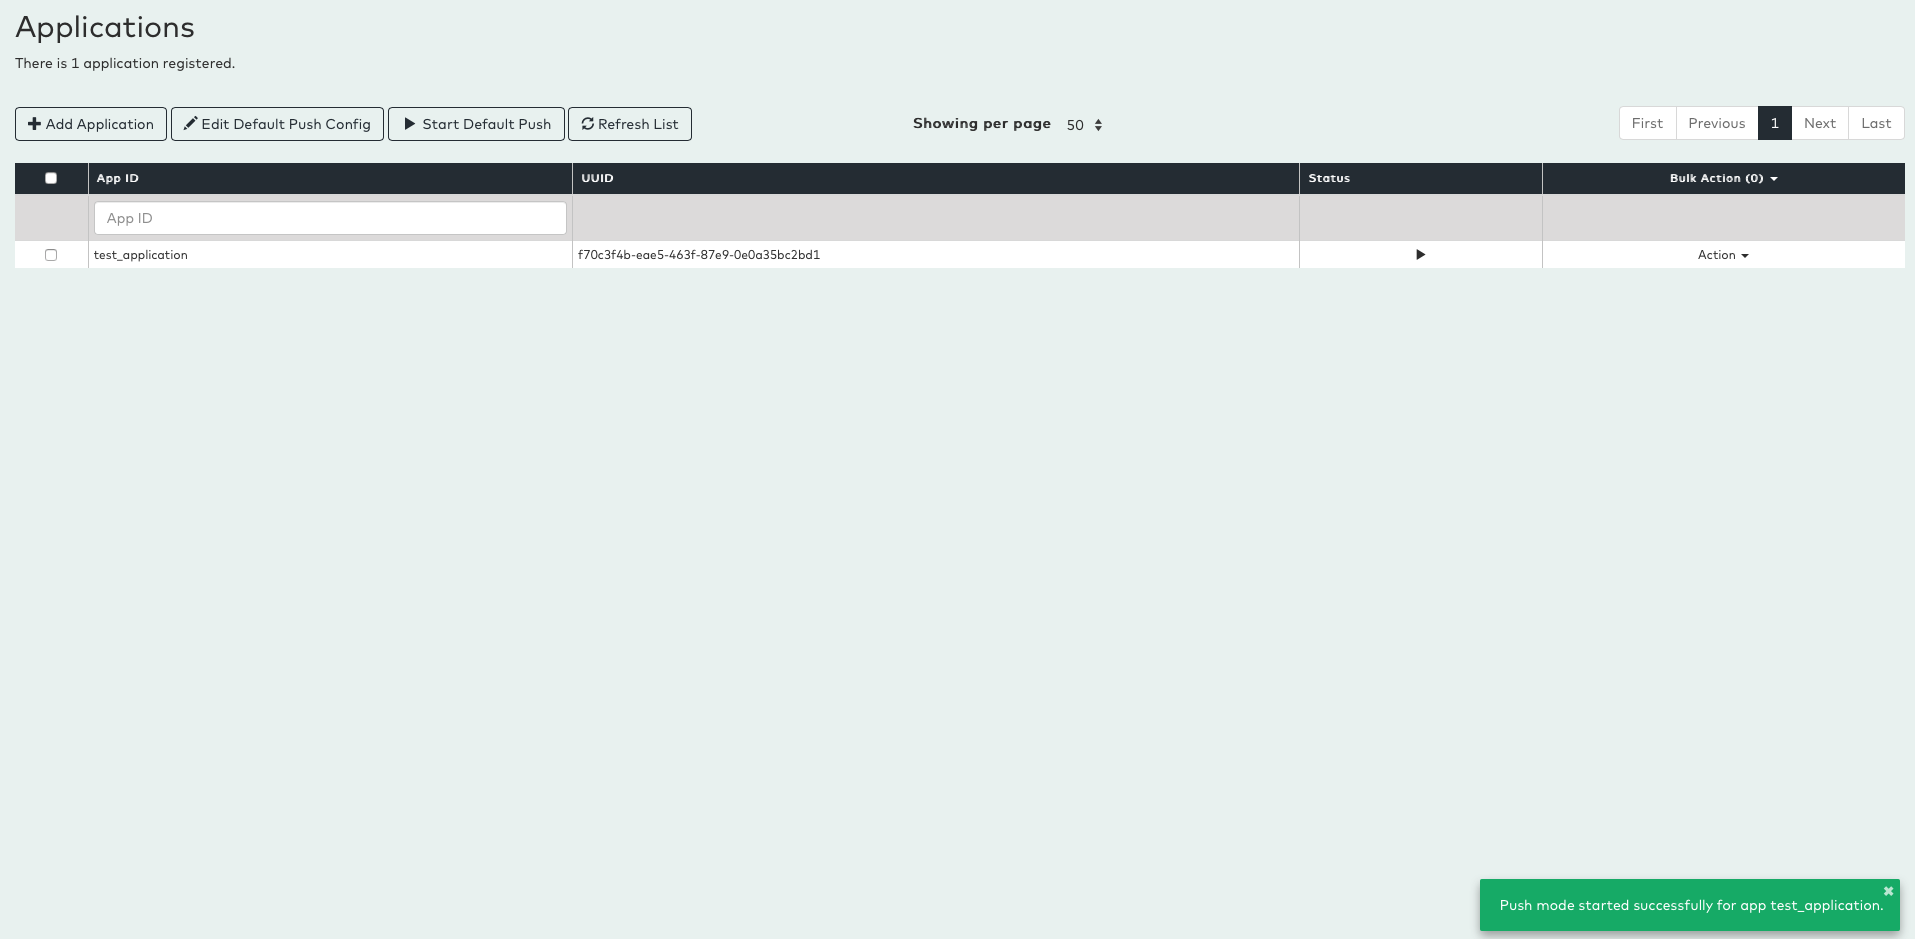 Applications
There is 1 application registered.
Add Application Edit Default Push Config Start Default Push Refresh List Showing per page 50 First Previous 1 Next Last
App ID UUID Status Bulk Action (0)
App ID
test_application f70c3f4b-eae5-463f-87e9-0e0a35bc2bd1 Action
Push mode started successfully for app test_application.